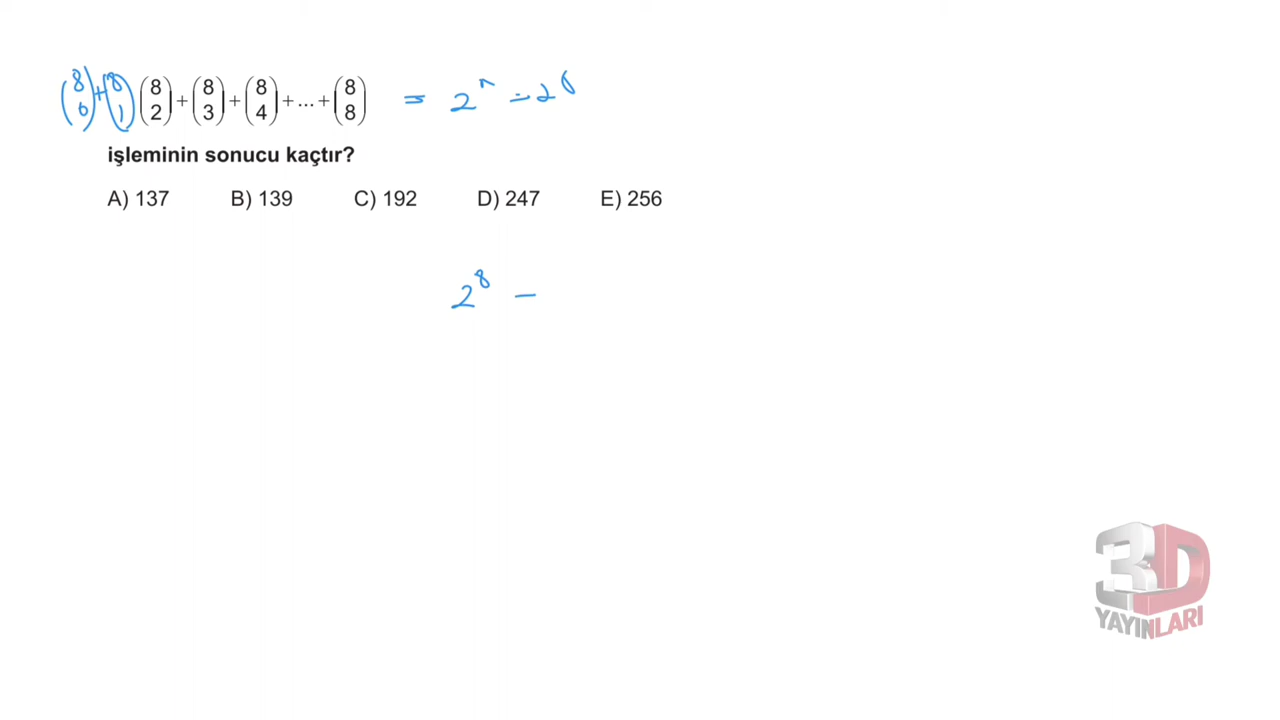 (8 0) + (8 1) (8 2) + (8 3) + (8 4) + ... + (8 8) = 2^n = 2^8
işleminin sonucu kaçtır?
A) 137 B) 139 C) 192 D) 247 E) 256
2^8 –
3D
YAYINLARI